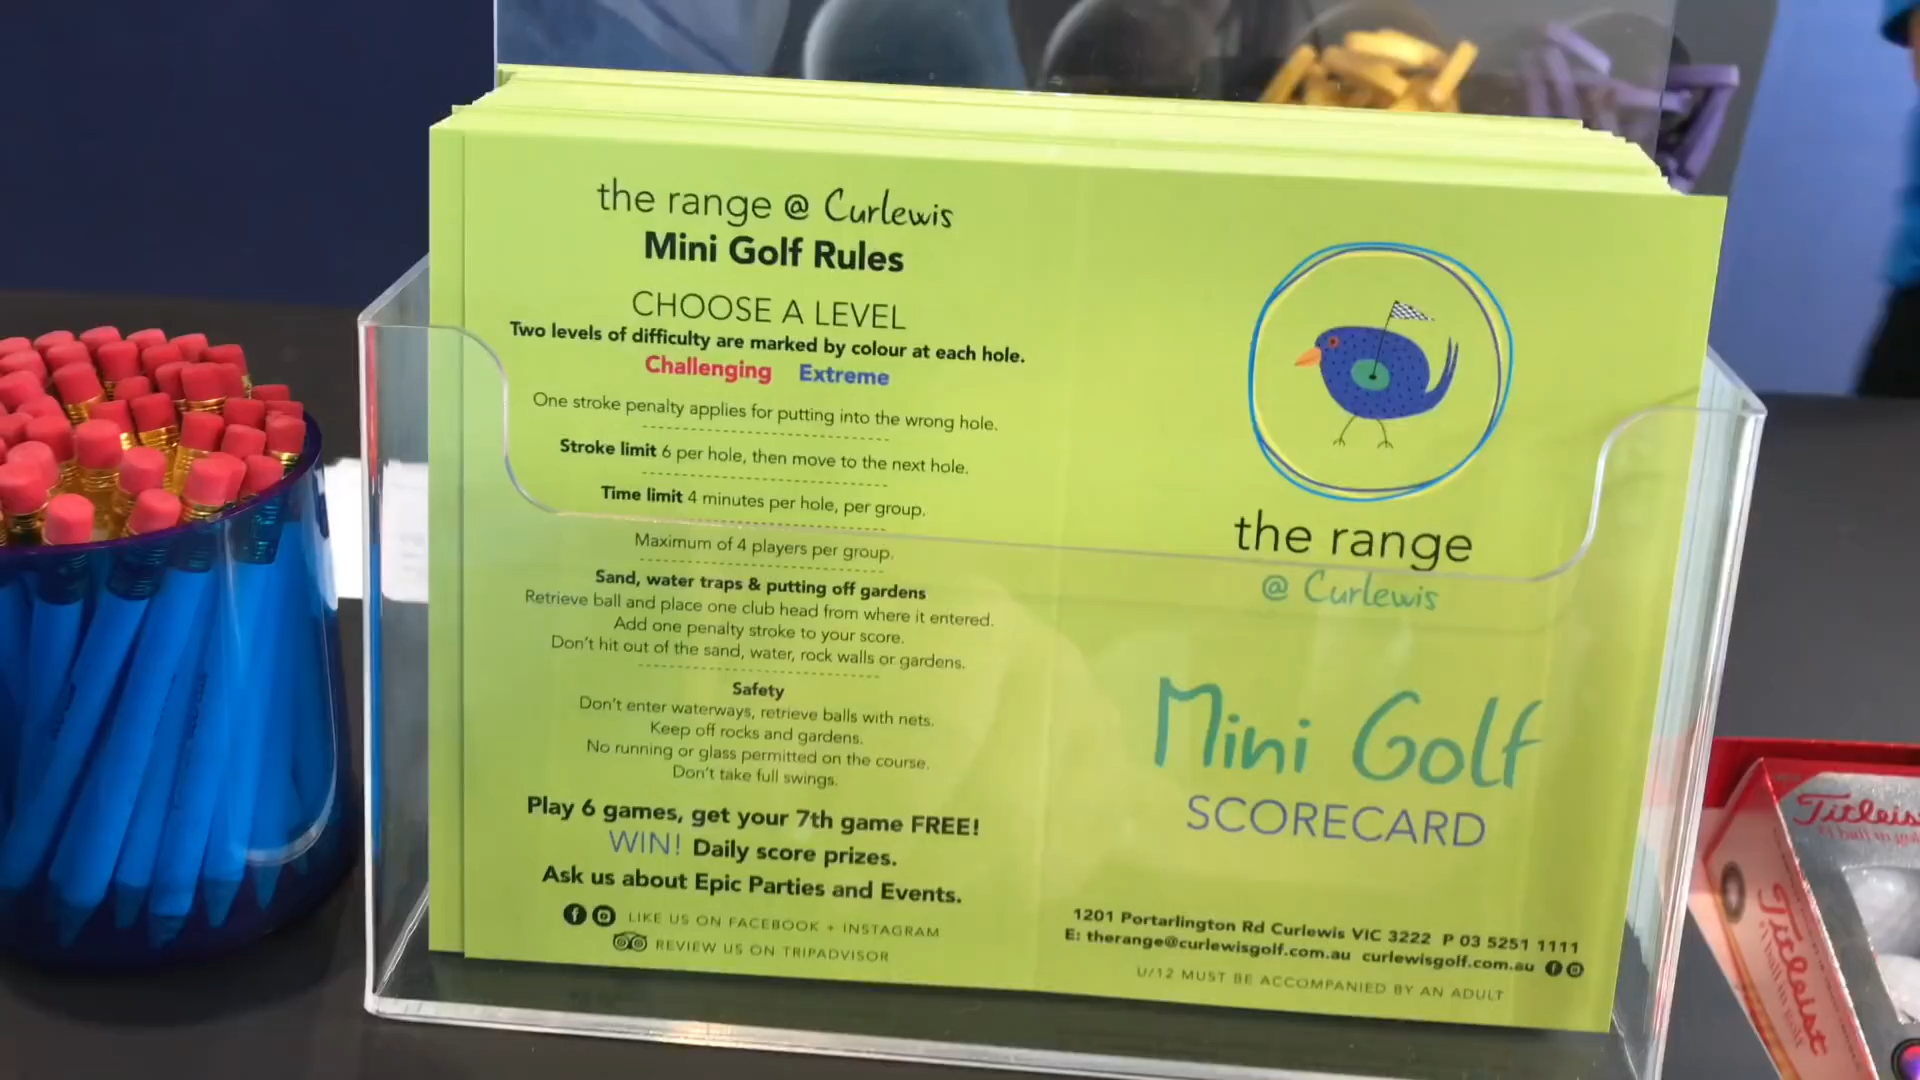 the range @ Curlewis
Mini Golf Rules
CHOOSE A LEVEL
Two levels of difficulty are marked by colour at each hole.
Challenging Extreme
One stroke penalty applies for putting into the wrong hole.
Stroke limit 6 per hole, then move to the next hole.
Time limit 4 minutes per hole, per group.
Maximum of 4 players per group.
Sand, water traps & putting off gardens
Retrieve ball and place one club head from where it entered.
Add one penalty stroke to your score.
Don't hit out of the sand, water, rock walls or gardens.
Safety
Don't enter waterways, retrieve balls with nets.
Keep off rocks and gardens.
No running or glass permitted on the course.
Don't take full swings.
Play 6 games, get your 7th game FREE!
WIN! Daily score prizes.
Ask us about Epic Parties and Events.
LIKE US ON FACEBOOK + INSTAGRAM
REVIEW US ON TRIPADVISOR
the range
@ Curlewis
Mini Golf
SCORECARD
1201 Portarlington Rd Curlewis VIC 3222 P 03 5251 1111
E: therange@curlewisgolf.com.au curlewisgolf.com.au
U/12 MUST BE ACCOMPANIED BY AN ADULT
Titleist
Titleist